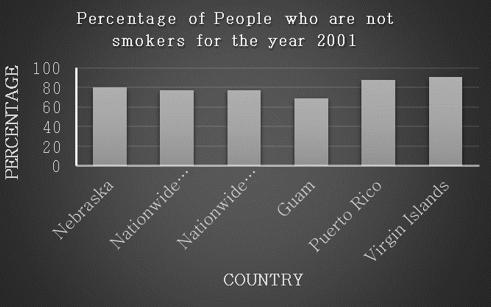 Percentage of People who are not
smokers for the year 2001
PERCENTAGE
100
80
60
40
20
0
Nebraska
Nationwide...
Nationwide...
Guam
Puerto Rico
Virgin Islands
COUNTRY